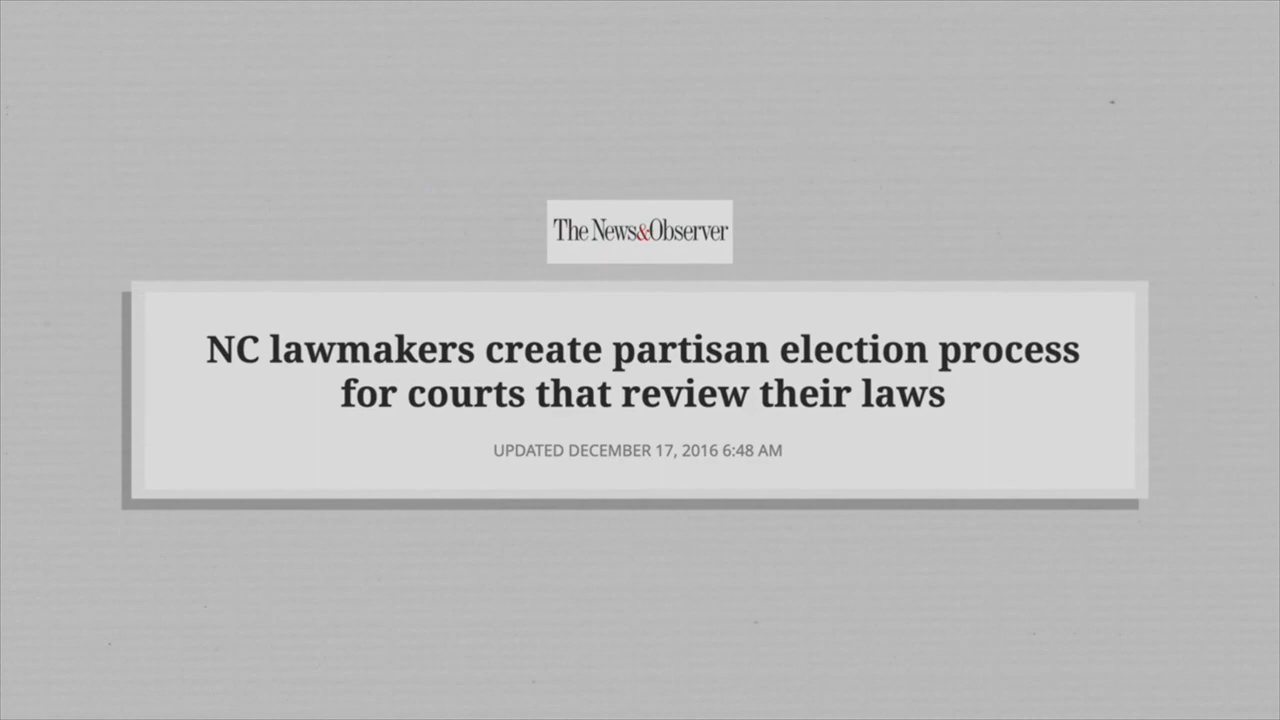 The News&Observer
NC lawmakers create partisan election process
for courts that review their laws
UPDATED DECEMBER 17, 2016 6:48 AM